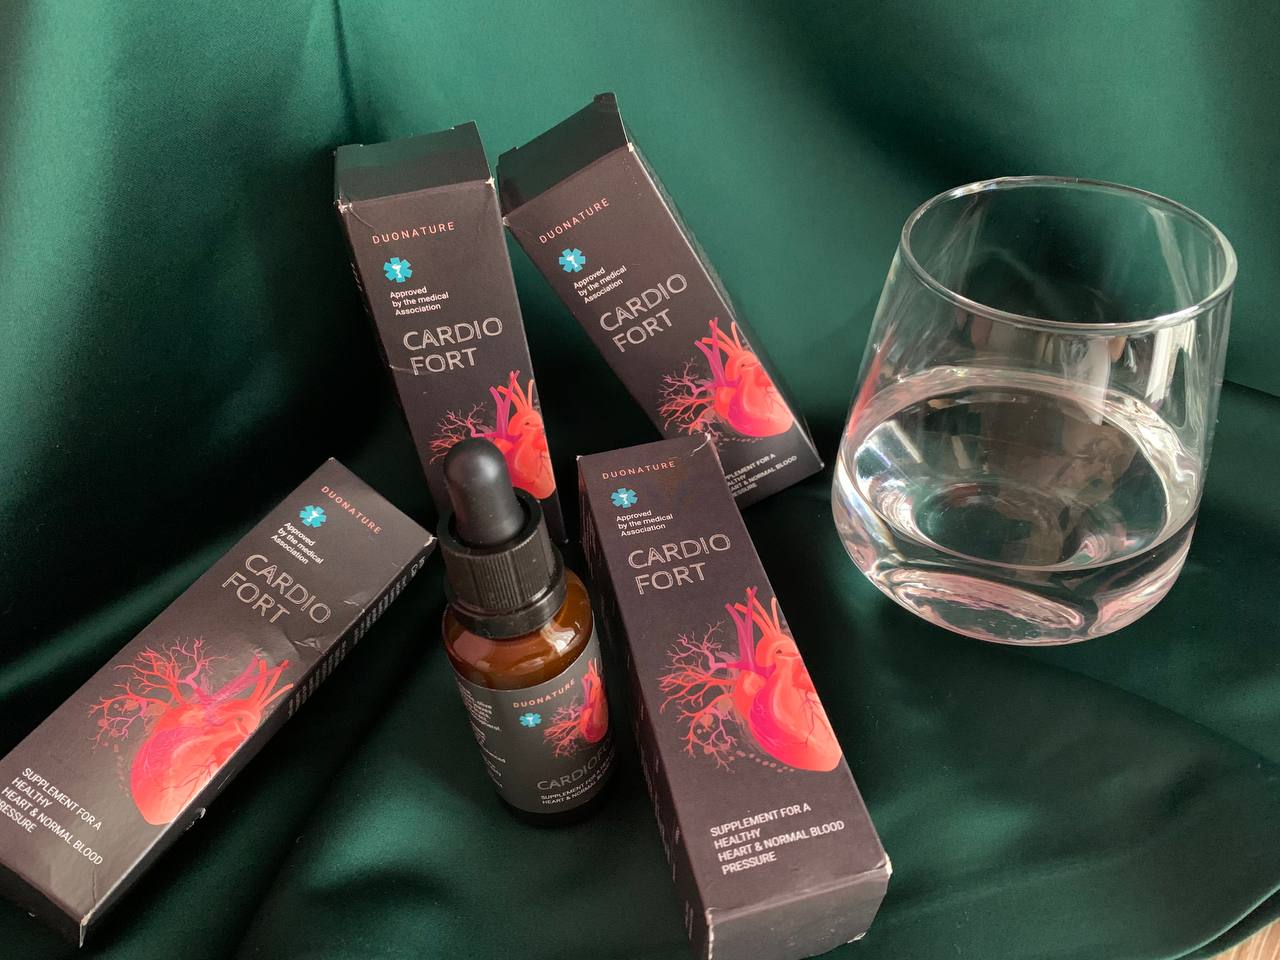 DUONATURE
Approved
by the medical
Association
CARDIO
FORT
DUONATURE
Approved
by the medical
Association
CARDIO
FORT
HEART & NORMAL BLOOD
PRESSURE
DUONATURE
Approved
by the medical
Association
CARDIO
FORT
SUPPLEMENT FOR A
HEALTHY
HEART & NORMAL BLOOD
DUONATURE
DUONATURE
Approved
by the medical
Association
CARDIO
FORT
SUPPLEMENT FOR A
HEALTHY
HEART & NORMAL BLOOD
PRESSURE